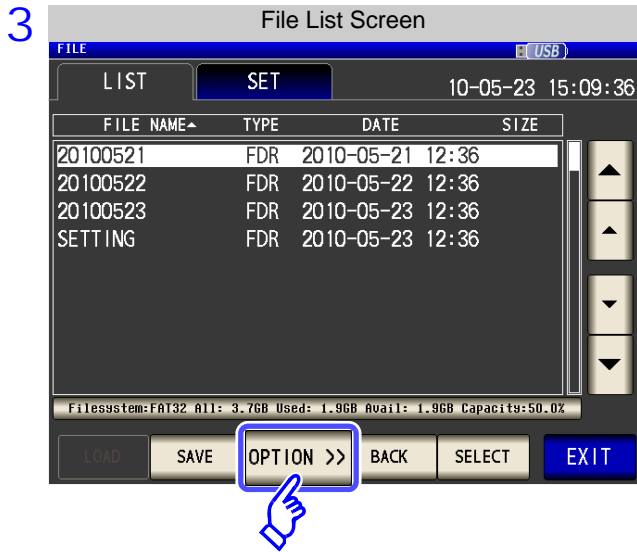 3
File List Screen
FILE USB
LIST SET 10-05-23 15:09:36
FILE NAME▲ TYPE DATE SIZE
20100521 FDR 2010-05-21 12:36
20100522 FDR 2010-05-22 12:36
20100523 FDR 2010-05-23 12:36
SETTING FDR 2010-05-23 12:36
Filesystem:FAT32 All: 3.7GB Used: 1.9GB Avail: 1.9GB Capacity:50.0%
LOAD SAVE OPTION >> BACK SELECT EXIT